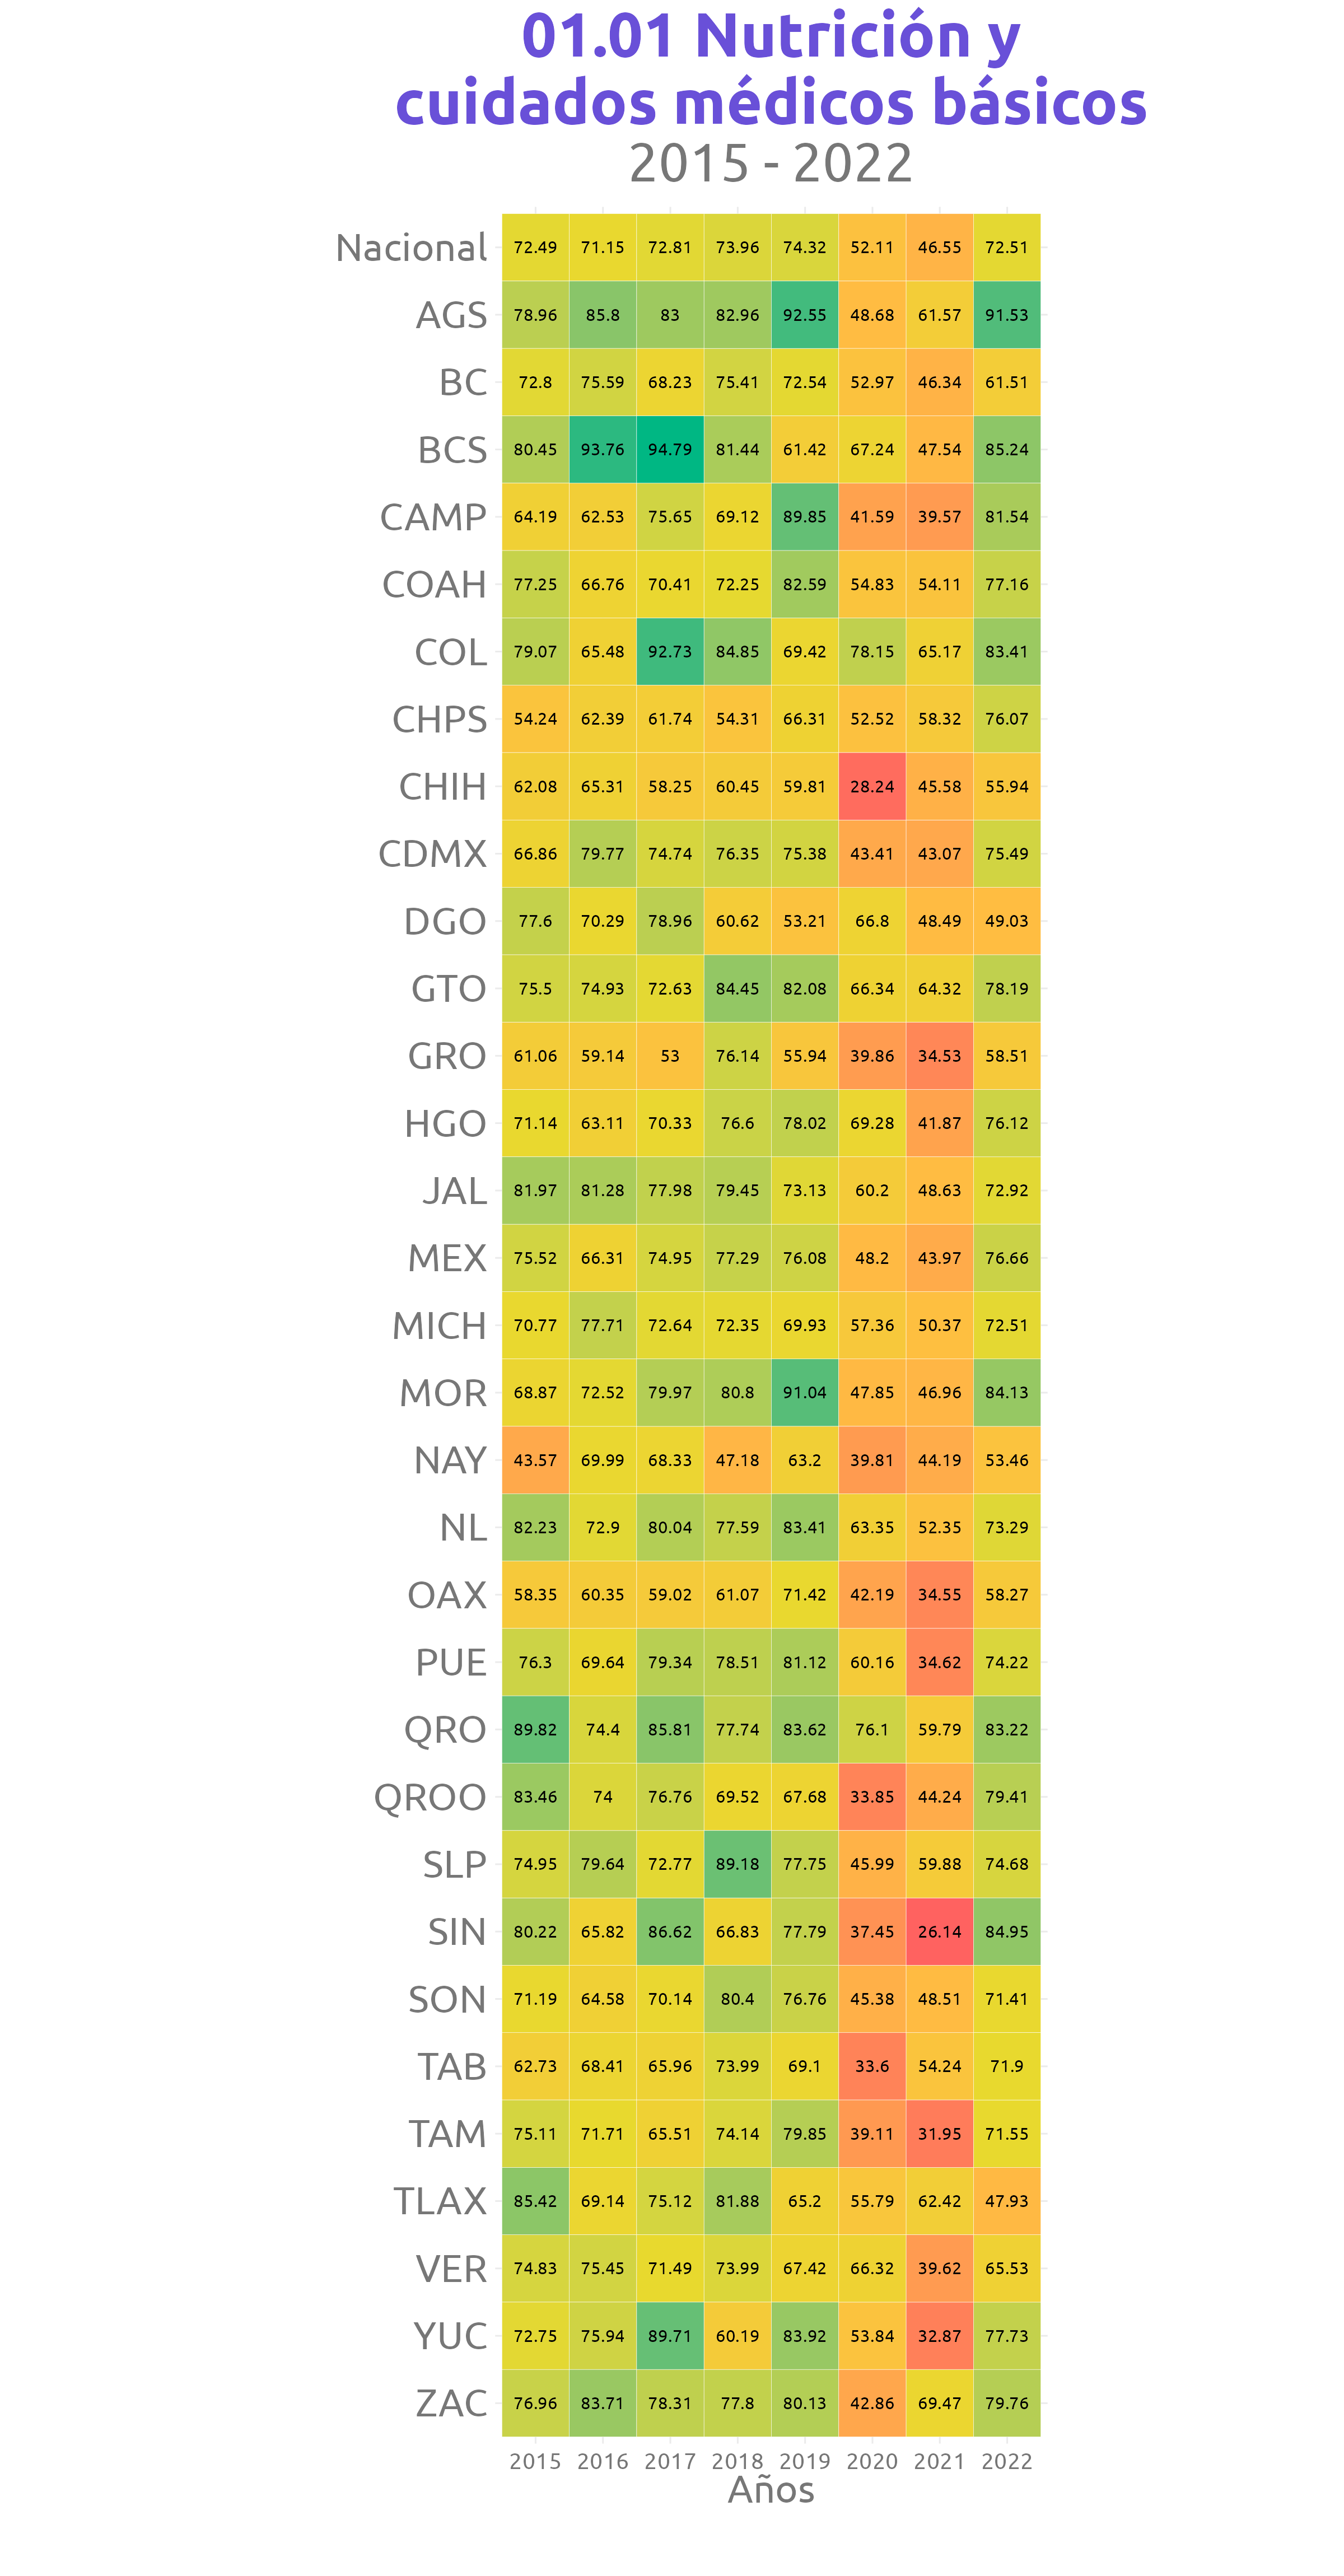 01.01 Nutrición y
cuidados médicos básicos
2015 - 2022
Nacional 72.49 71.15 72.81 73.96 74.32 52.11 46.55 72.51
AGS 78.96 85.8 83 82.96 92.55 48.68 61.57 91.53
BC 72.8 75.59 68.23 75.41 72.54 52.97 46.34 61.51
BCS 80.45 93.76 94.79 81.44 61.42 67.24 47.54 85.24
CAMP 64.19 62.53 75.65 69.12 89.85 41.59 39.57 81.54
COAH 77.25 66.76 70.41 72.25 82.59 54.83 54.11 77.16
COL 79.07 65.48 92.73 84.85 69.42 78.15 65.17 83.41
CHPS 54.24 62.39 61.74 54.31 66.31 52.52 58.32 76.07
CHIH 62.08 65.31 58.25 60.45 59.81 28.24 45.58 55.94
CDMX 66.86 79.77 74.74 76.35 75.38 43.41 43.07 75.49
DGO 77.6 70.29 78.96 60.62 53.21 66.8 48.49 49.03
GTO 75.5 74.93 72.63 84.45 82.08 66.34 64.32 78.19
GRO 61.06 59.14 53 76.14 55.94 39.86 34.53 58.51
HGO 71.14 63.11 70.33 76.6 78.02 69.28 41.87 76.12
JAL 81.97 81.28 77.98 79.45 73.13 60.2 48.63 72.92
MEX 75.52 66.31 74.95 77.29 76.08 48.2 43.97 76.66
MICH 70.77 77.71 72.64 72.35 69.93 57.36 50.37 72.51
MOR 68.87 72.52 79.97 80.8 91.04 47.85 46.96 84.13
NAY 43.57 69.99 68.33 47.18 63.2 39.81 44.19 53.46
NL 82.23 72.9 80.04 77.59 83.41 63.35 52.35 73.29
OAX 58.35 60.35 59.02 61.07 71.42 42.19 34.55 58.27
PUE 76.3 69.64 79.34 78.51 81.12 60.16 34.62 74.22
QRO 89.82 74.4 85.81 77.74 83.62 76.1 59.79 83.22
QROO 83.46 74 76.76 69.52 67.68 33.85 44.24 79.41
SLP 74.95 79.64 72.77 89.18 77.75 45.99 59.88 74.68
SIN 80.22 65.82 86.62 66.83 77.79 37.45 26.14 84.95
SON 71.19 64.58 70.14 80.4 76.76 45.38 48.51 71.41
TAB 62.73 68.41 65.96 73.99 69.1 33.6 54.24 71.9
TAM 75.11 71.71 65.51 74.14 79.85 39.11 31.95 71.55
TLAX 85.42 69.14 75.12 81.88 65.2 55.79 62.42 47.93
VER 74.83 75.45 71.49 73.99 67.42 66.32 39.62 65.53
YUC 72.75 75.94 89.71 60.19 83.92 53.84 32.87 77.73
ZAC 76.96 83.71 78.31 77.8 80.13 42.86 69.47 79.76
2015 2016 2017 2018 2019 2020 2021 2022
Años